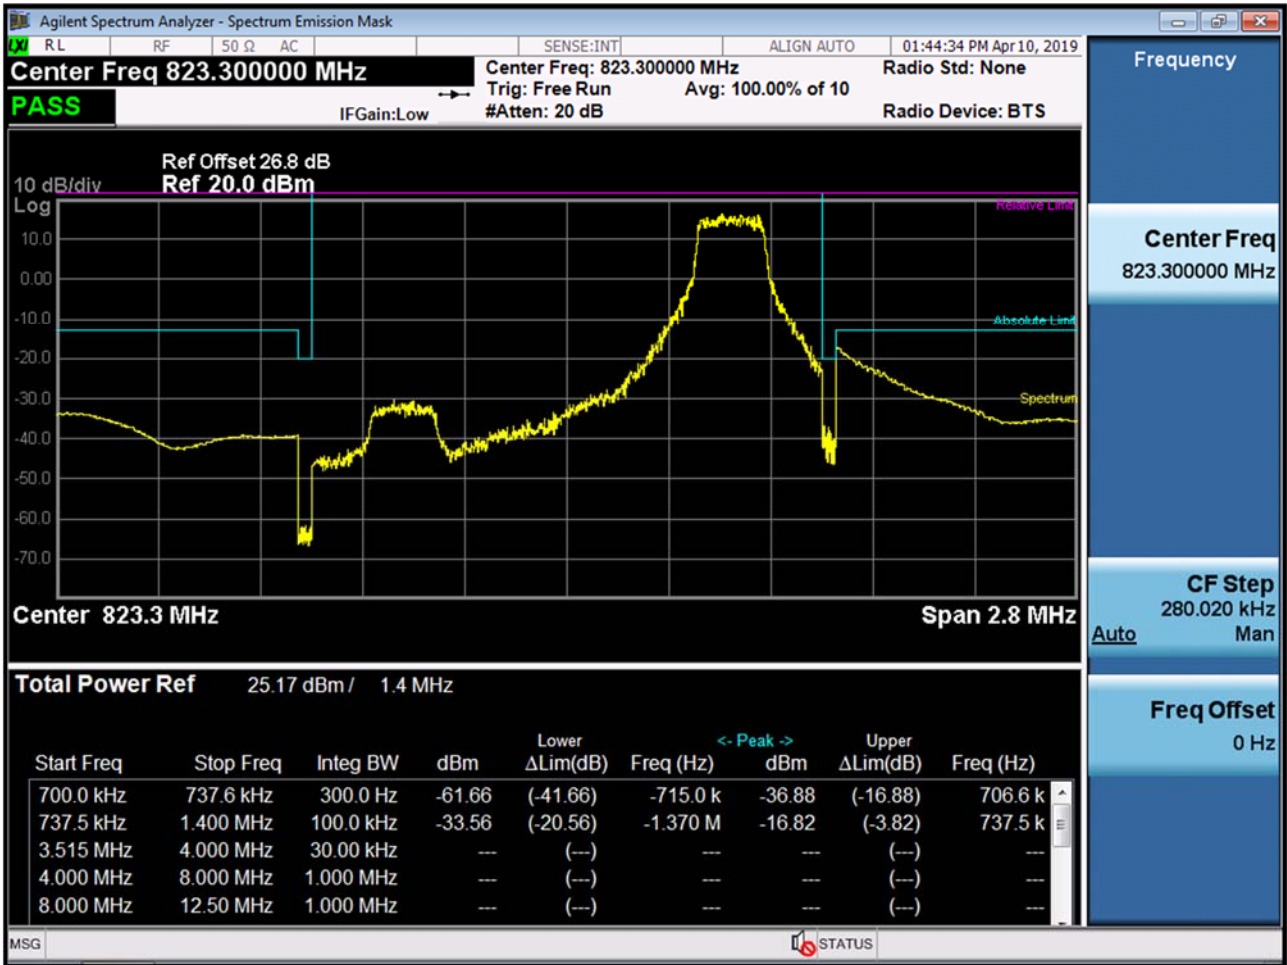 Agilent Spectrum Analyzer - Spectrum Emission Mask
LXI RL RF 50 Ω AC SENSE:INT ALIGN AUTO 01:44:34 PM Apr 10, 2019
Center Freq 823.300000 MHz
Center Freq: 823.300000 MHz
Radio Std: None
PASS
Trig: Free Run
Avg: 100.00% of 10
IFGain:Low
#Atten: 20 dB
Radio Device: BTS
Ref Offset 26.8 dB
10 dB/div Ref 20.0 dBm
Log
Relative Limit
10.0
0.00
-10.0
Absolute Limit
-20.0
-30.0
Spectrum
-40.0
-50.0
-60.0
-70.0
Center 823.3 MHz
Span 2.8 MHz
Total Power Ref 25.17 dBm / 1.4 MHz
Lower <- Peak -> Upper
Start Freq Stop Freq Integ BW dBm ΔLim(dB) Freq (Hz) dBm ΔLim(dB) Freq (Hz)
700.0 kHz 737.6 kHz 300.0 Hz -61.66 (-41.66) -715.0 k -36.88 (-16.88) 706.6 k
737.5 kHz 1.400 MHz 100.0 kHz -33.56 (-20.56) -1.370 M -16.82 (-3.82) 737.5 k
3.515 MHz 4.000 MHz 30.00 kHz --- (---) --- --- (---) ---
4.000 MHz 8.000 MHz 1.000 MHz --- (---) --- --- (---) ---
8.000 MHz 12.50 MHz 1.000 MHz --- (---) --- --- (---) ---
MSG
STATUS
Frequency
Center Freq
823.300000 MHz
CF Step
280.020 kHz
Auto Man
Freq Offset
0 Hz